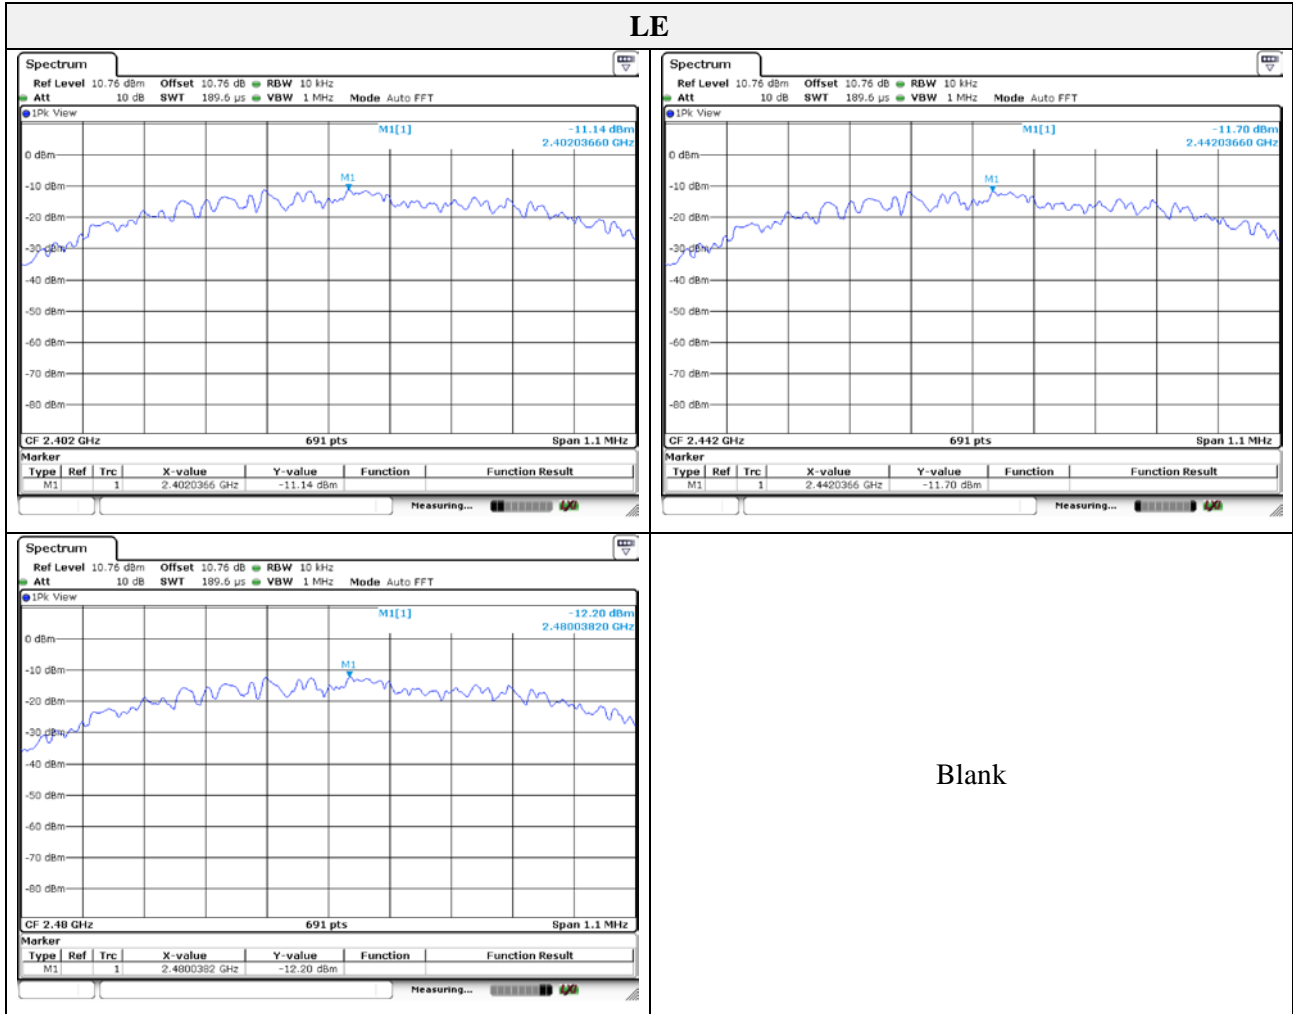 LE
Spectrum
Ref Level 10.76 dBm Offset 10.76 dB RBW 10 kHz
Att 10 dB SWT 189.6 µs VBW 1 MHz Mode Auto FFT
1Pk View
M1[1] -11.14 dBm
2.40203660 GHz
0 dBm
M1
-10 dBm
-20 dBm
-30 dBm
-40 dBm
-50 dBm
-60 dBm
-70 dBm
-80 dBm
CF 2.402 GHz 691 pts Span 1.1 MHz
Marker
Type Ref Trc X-value Y-value Function Function Result
M1 1 2.4020366 GHz -11.14 dBm
Measuring...
Spectrum
Ref Level 10.76 dBm Offset 10.76 dB RBW 10 kHz
Att 10 dB SWT 189.6 µs VBW 1 MHz Mode Auto FFT
1Pk View
M1[1] -11.70 dBm
2.44203660 GHz
0 dBm
M1
-10 dBm
-20 dBm
-30 dBm
-40 dBm
-50 dBm
-60 dBm
-70 dBm
-80 dBm
CF 2.442 GHz 691 pts Span 1.1 MHz
Marker
Type Ref Trc X-value Y-value Function Function Result
M1 1 2.4420366 GHz -11.70 dBm
Measuring...
Spectrum
Ref Level 10.76 dBm Offset 10.76 dB RBW 10 kHz
Att 10 dB SWT 189.6 µs VBW 1 MHz Mode Auto FFT
1Pk View
M1[1] -12.20 dBm
2.48003820 GHz
0 dBm
M1
-10 dBm
-20 dBm
-30 dBm
-40 dBm
-50 dBm
-60 dBm
-70 dBm
-80 dBm
CF 2.48 GHz 691 pts Span 1.1 MHz
Marker
Type Ref Trc X-value Y-value Function Function Result
M1 1 2.4800382 GHz -12.20 dBm
Measuring...
Blank